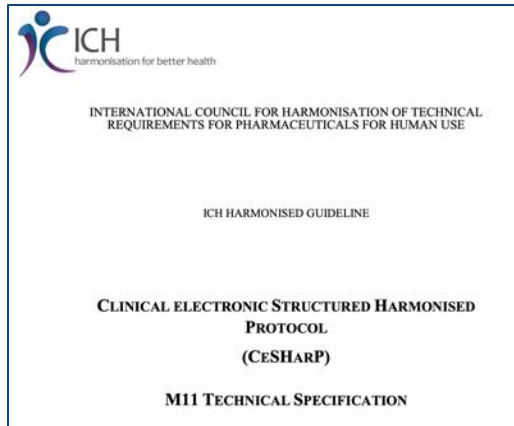 ICH
harmonisation for better health
INTERNATIONAL COUNCIL FOR HARMONISATION OF TECHNICAL
REQUIREMENTS FOR PHARMACEUTICALS FOR HUMAN USE
ICH HARMONISED GUIDELINE
CLINICAL ELECTRONIC STRUCTURED HARMONISED
PROTOCOL
(CESHARP)
M11 TECHNICAL SPECIFICATION